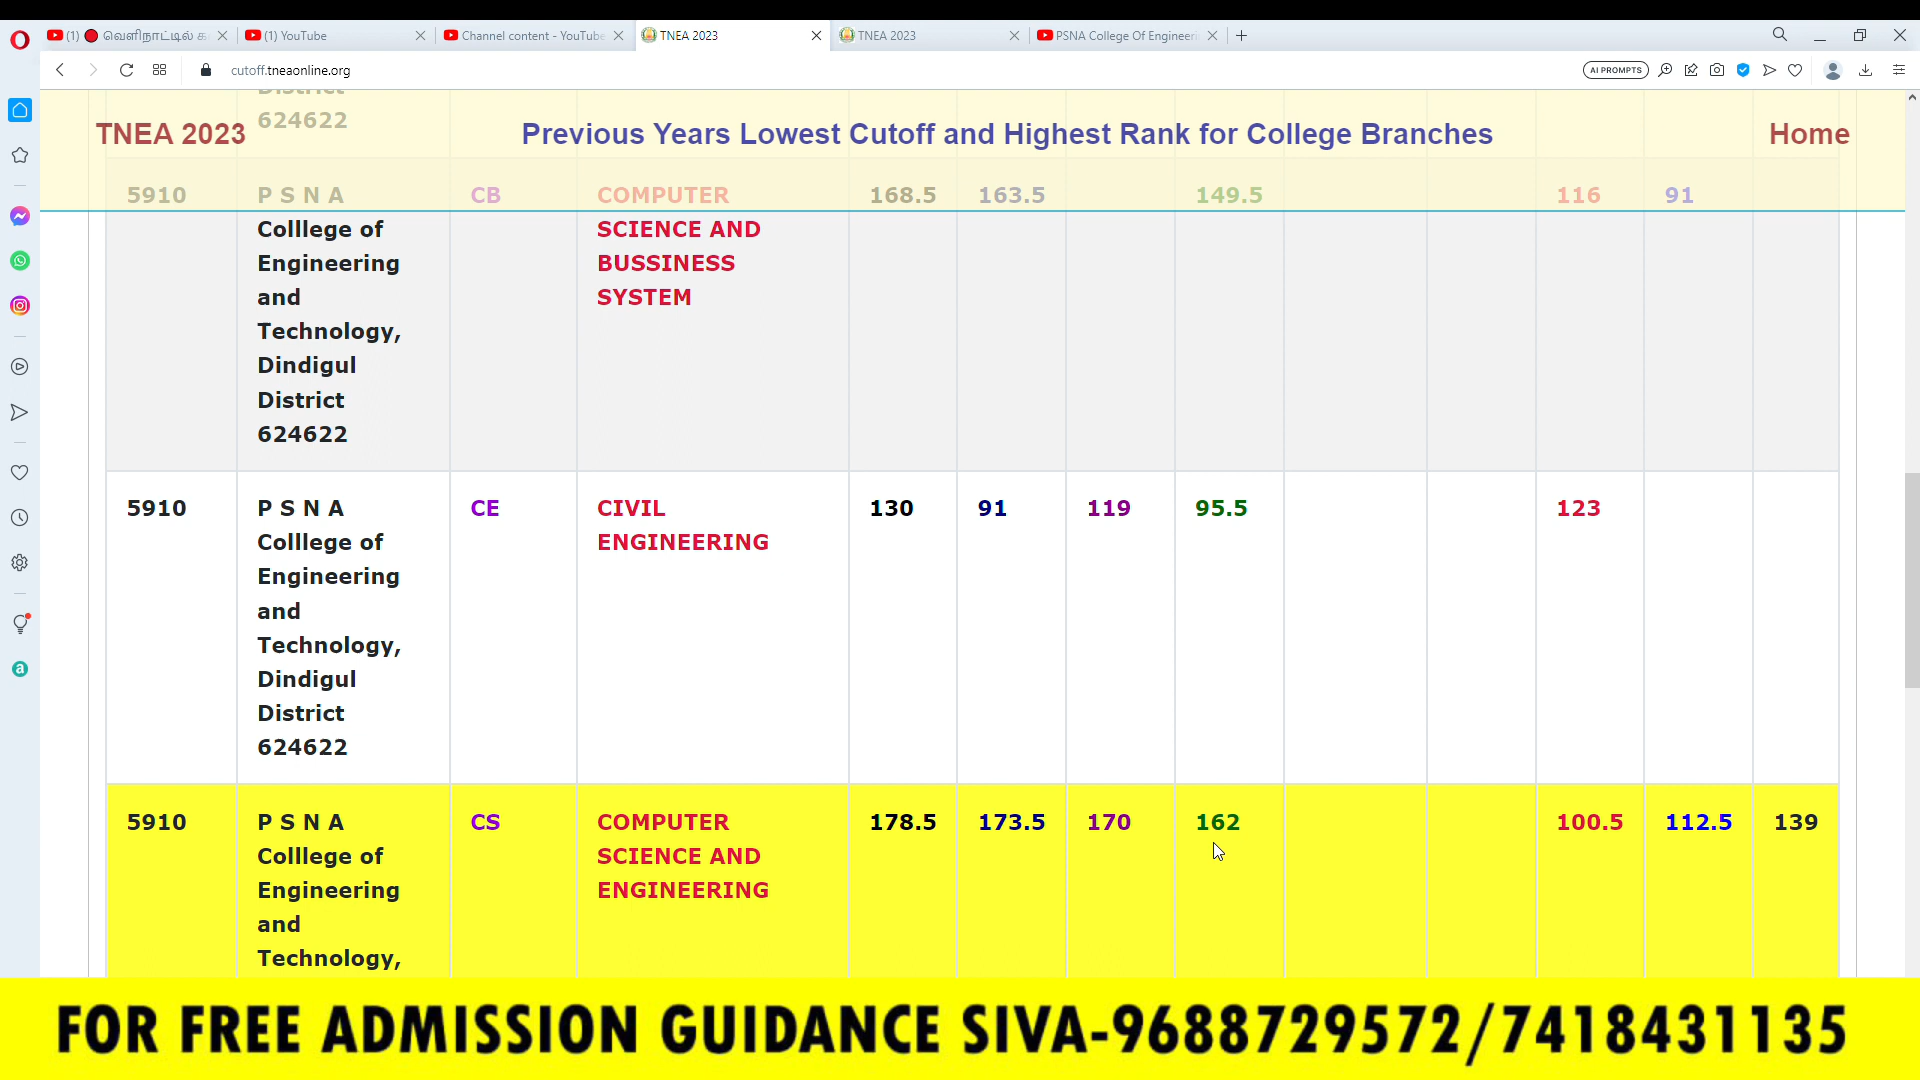 (1) 🔴 வெளிநாட்டில் க
(1) YouTube
Channel content - YouTube
TNEA 2023
TNEA 2023
PSNA College Of Engineeri
cutoff.tneaonline.org
AI PROMPTS
624622
TNEA 2023
Previous Years Lowest Cutoff and Highest Rank for College Branches
Home
5910 P S N A CB COMPUTER 168.5 163.5 149.5 116 91
Colllege of SCIENCE AND
Engineering BUSSINESS
and SYSTEM
Technology,
Dindigul
District
624622
5910 P S N A CE CIVIL 130 91 119 95.5 123
Colllege of ENGINEERING
Engineering
and
Technology,
Dindigul
District
624622
5910 P S N A CS COMPUTER 178.5 173.5 170 162 100.5 112.5 139
Colllege of SCIENCE AND
Engineering ENGINEERING
and
Technology,
FOR FREE ADMISSION GUIDANCE SIVA-9688729572/7418431135